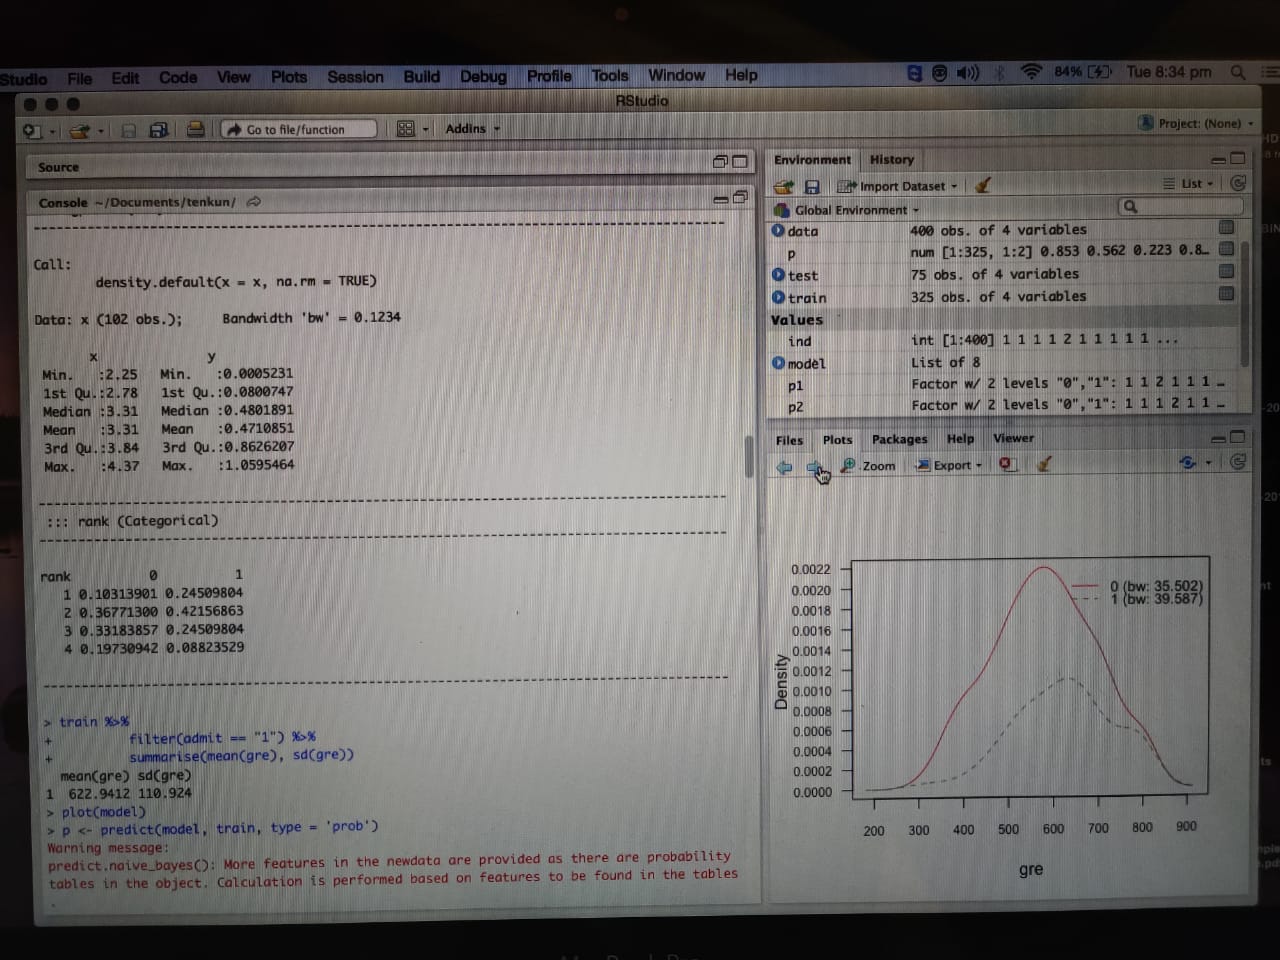 Studio File Edit Code View Plots Session Build Debug Profile Tools Window Help 84% Tue 8:34 pm
RStudio
Go to file/function Addins Project: (None)
Source
Console ~/Documents/tenkun/
Call:
density.default(x = x, na.rm = TRUE)
Data: x (102 obs.); Bandwidth 'bw' = 0.1234
x y
Min. :2.25 Min. :0.0005231
1st Qu.:2.78 1st Qu.:0.0800747
Median :3.31 Median :0.4801891
Mean :3.31 Mean :0.4710851
3rd Qu.:3.84 3rd Qu.:0.8626207
Max. :4.37 Max. :1.0595464
::: rank (Categorical)
rank 0 1
1 0.10313901 0.24509804
2 0.36771300 0.42156863
3 0.33183857 0.24509804
4 0.19730942 0.08823529
> train %>%
+ filter(admit == "1") %>%
+ summarise(mean(gre), sd(gre))
mean(gre) sd(gre)
1 622.9412 110.924
> plot(model)
> p <- predict(model, train, type = 'prob')
Warning message:
predict.naive_bayes(): More features in the newdata are provided as there are probability
tables in the object. Calculation is performed based on features to be found in the tables
Environment History
Import Dataset List
Global Environment
data 400 obs. of 4 variables
p num [1:325, 1:2] 0.853 0.562 0.223 0.8…
test 75 obs. of 4 variables
train 325 obs. of 4 variables
Values
ind int [1:400] 1 1 1 1 2 1 1 1 1 1 ...
model List of 8
p1 Factor w/ 2 levels "0","1": 1 1 2 1 1 1 …
p2 Factor w/ 2 levels "0","1": 1 1 1 2 1 1 …
Files Plots Packages Help Viewer
Zoom Export
0.0022
0.0020
0.0018
0.0016
0.0014
0.0012
0.0010
0.0008
0.0006
0.0004
0.0002
0.0000
Density
0 (bw: 35.502)
1 (bw: 39.587)
200 300 400 500 600 700 800 900
gre